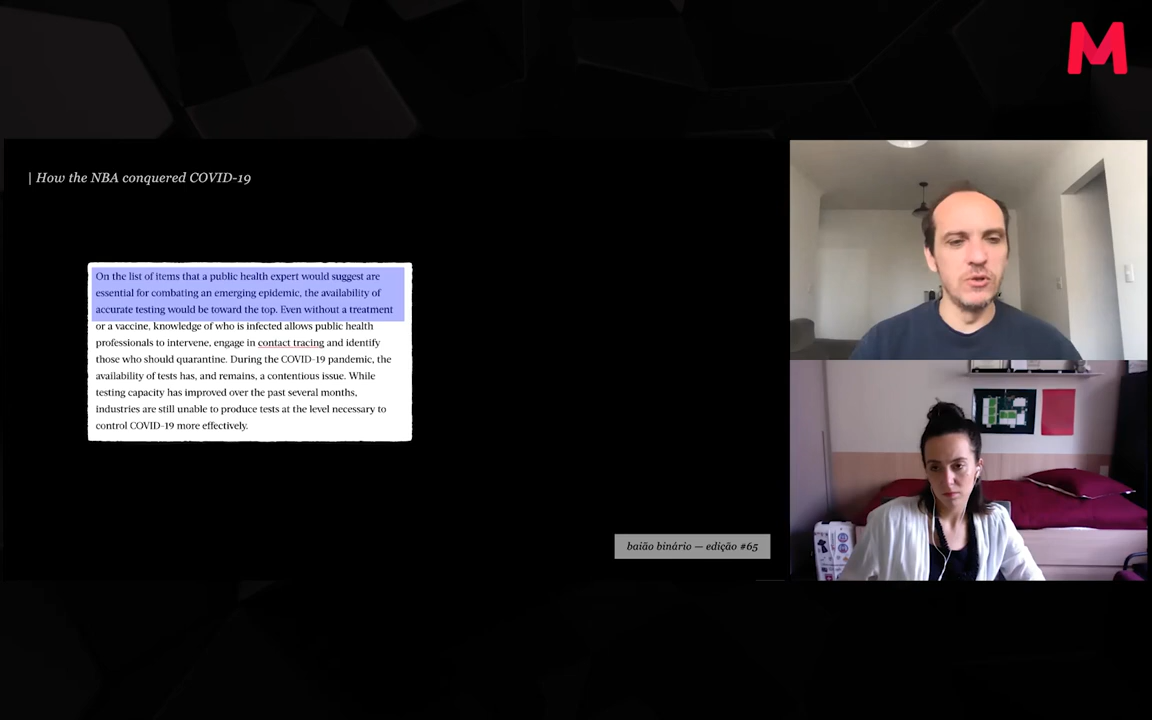 M
| How the NBA conquered COVID-19
On the list of items that a public health expert would suggest are
essential for combating an emerging epidemic, the availability of
accurate testing would be toward the top. Even without a treatment
or a vaccine, knowledge of who is infected allows public health
professionals to intervene, engage in contact tracing and identify
those who should quarantine. During the COVID-19 pandemic, the
availability of tests has, and remains, a contentious issue. While
testing capacity has improved over the past several months,
industries are still unable to produce tests at the level necessary to
control COVID-19 more effectively.
baião binário — edição #65